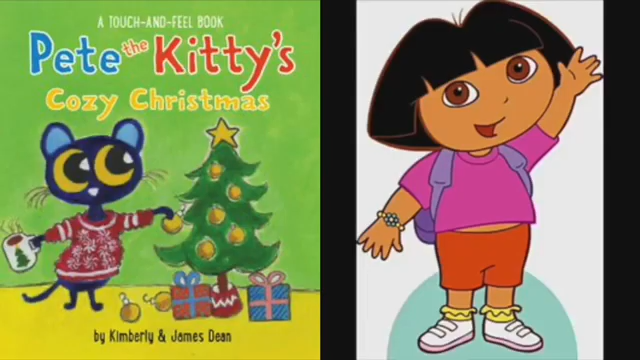 A TOUCH-AND-FEEL BOOK
Pete the Kitty's
Cozy Christmas
by Kimberly & James Dean